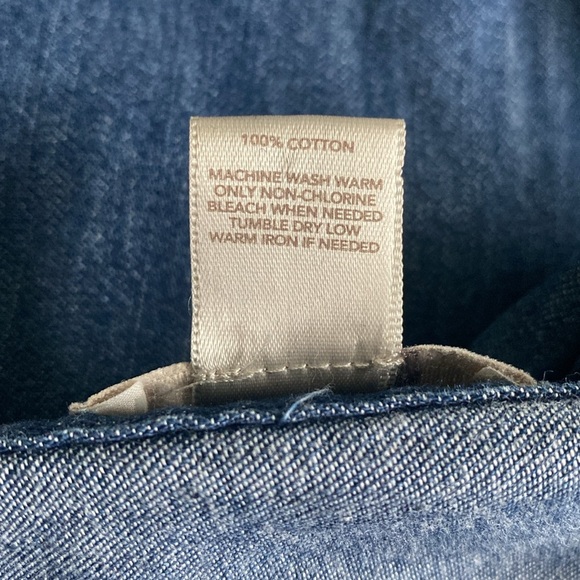 100% COTTON
MACHINE WASH WARM
ONLY NON-CHLORINE
BLEACH WHEN NEEDED
TUMBLE DRY LOW
WARM IRON IF NEEDED